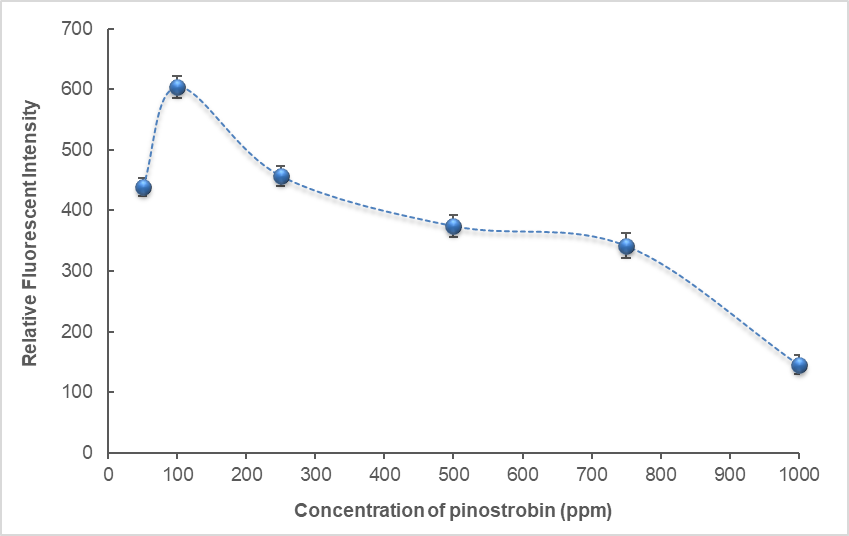 700
600
500
400
300
200
100
0
Relative Fluorescent Intensity
0 100 200 300 400 500 600 700 800 900 1000
Concentration of pinostrobin (ppm)